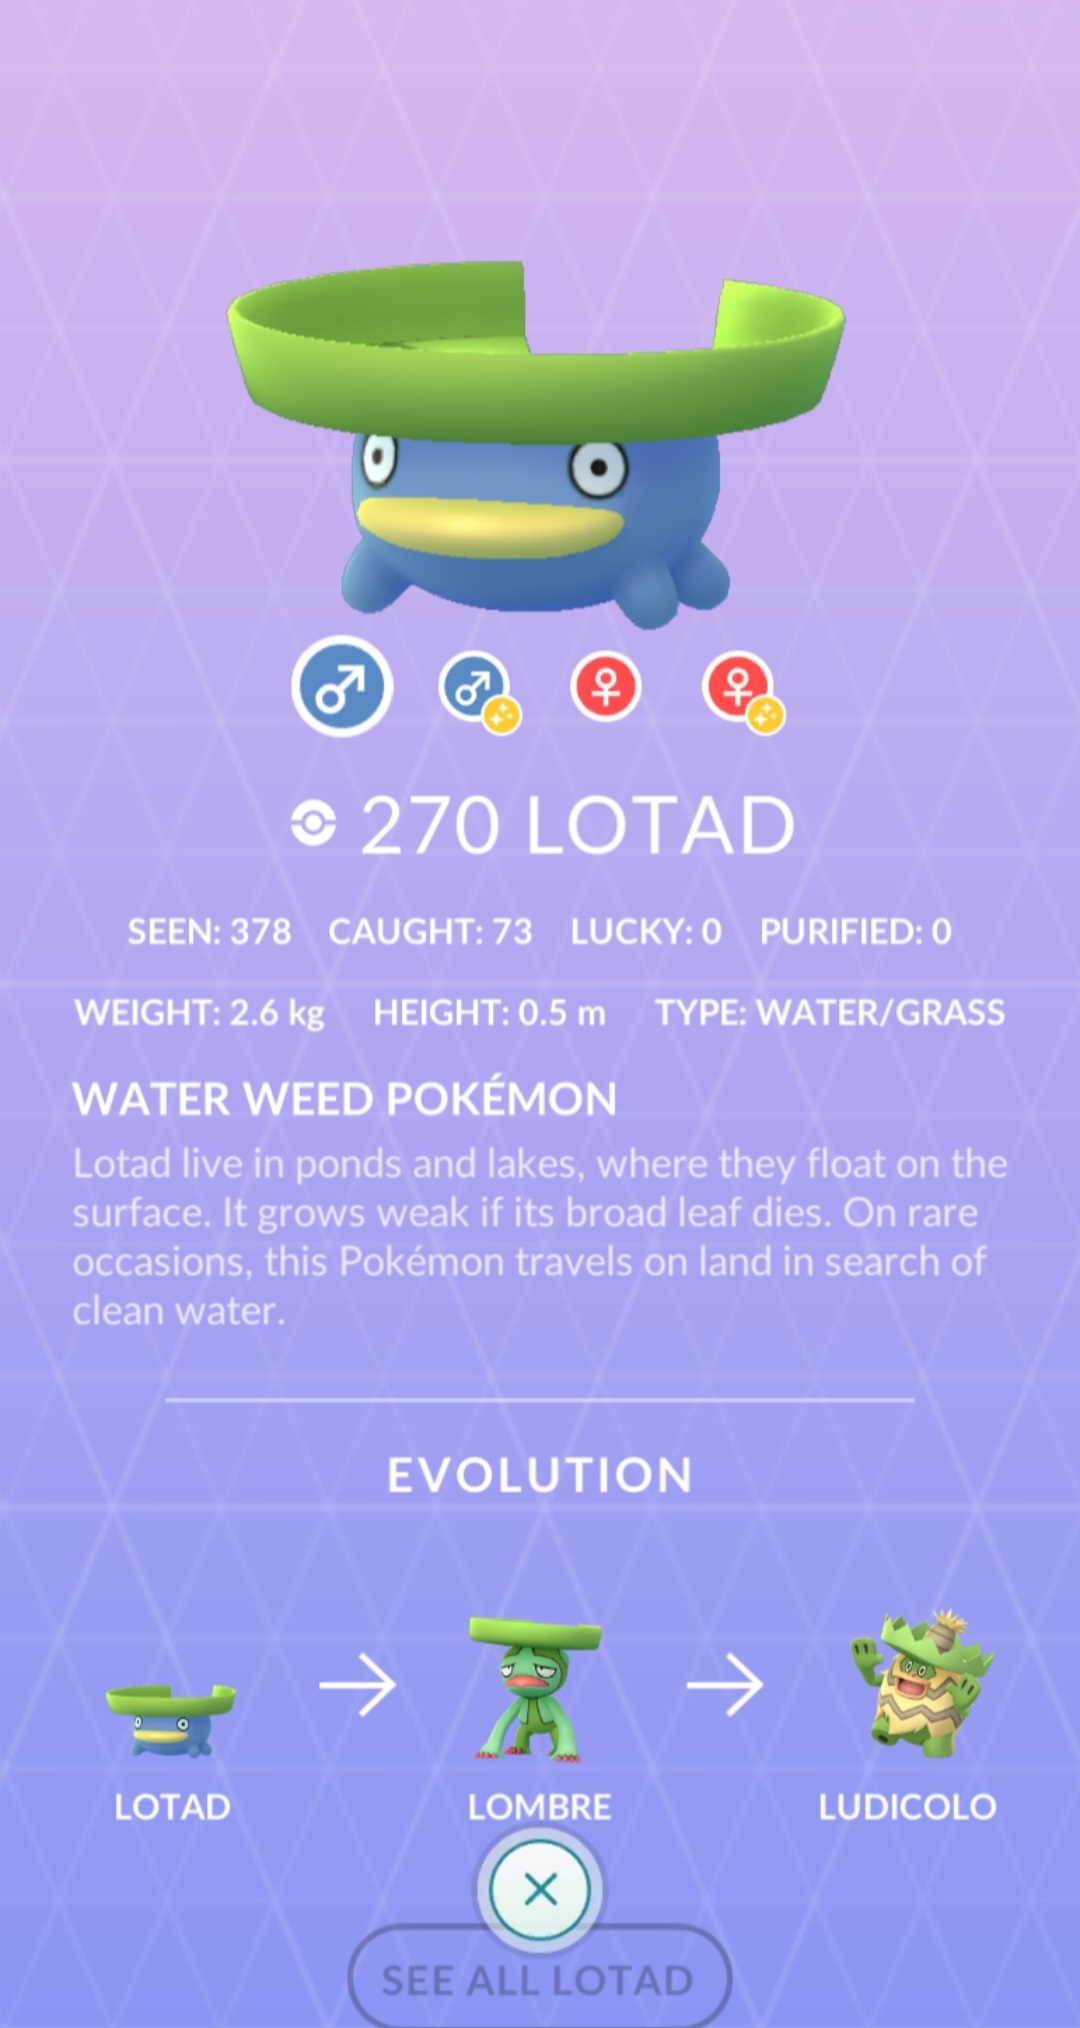 270 LOTAD
SEEN: 378 CAUGHT: 73 LUCKY: 0 PURIFIED: 0
WEIGHT: 2.6 kg HEIGHT: 0.5 m TYPE: WATER/GRASS
WATER WEED POKÉMON
Lotad live in ponds and lakes, where they float on the
surface. It grows weak if its broad leaf dies. On rare
occasions, this Pokémon travels on land in search of
clean water.
EVOLUTION
LOTAD LOMBRE LUDICOLO
SEE ALL LOTAD